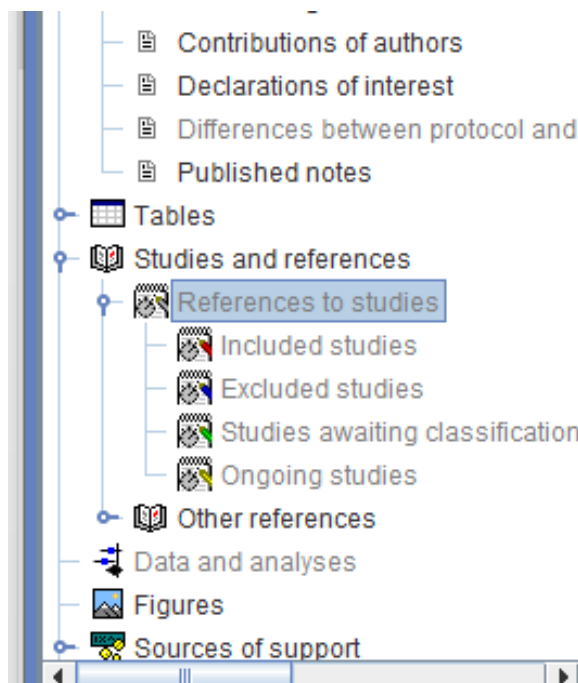 Contributions of authors
Declarations of interest
Differences between protocol and
Published notes
Tables
Studies and references
References to studies
Included studies
Excluded studies
Studies awaiting classification
Ongoing studies
Other references
Data and analyses
Figures
Sources of support